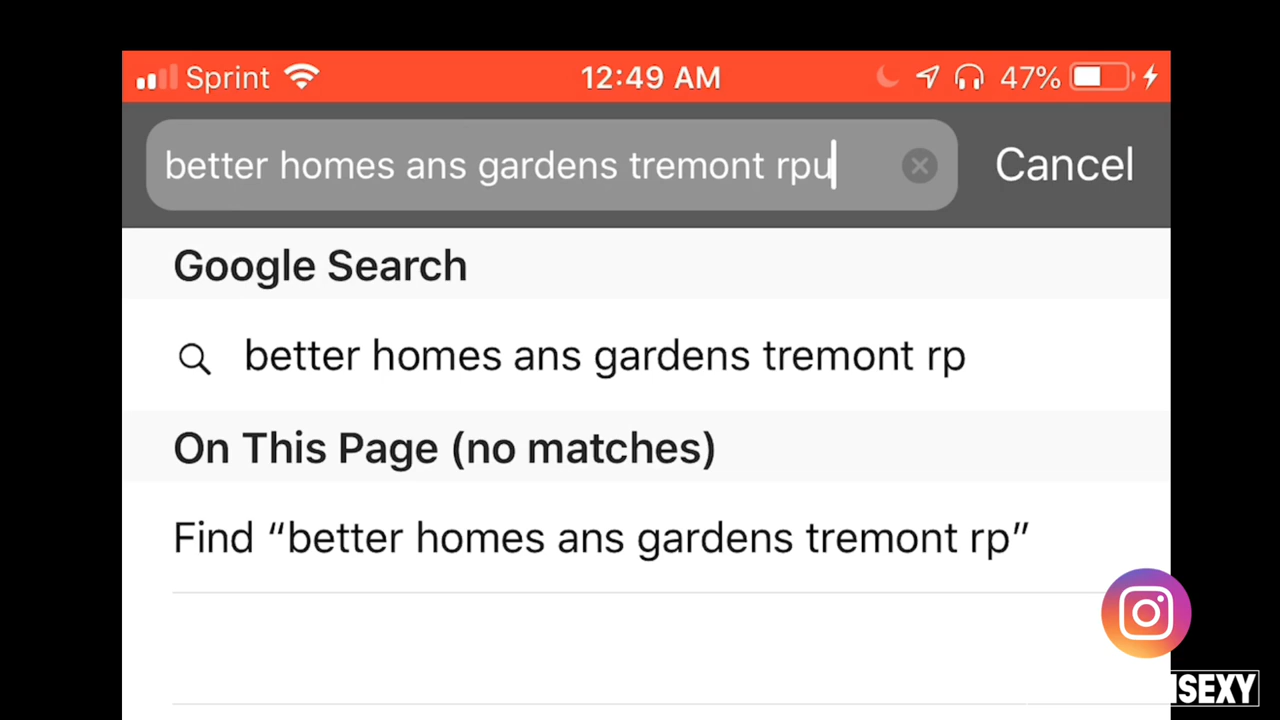 Sprint 12:49 AM 47%
better homes ans gardens tremont rpu Cancel
Google Search
better homes ans gardens tremont rp
On This Page (no matches)
Find “better homes ans gardens tremont rp”